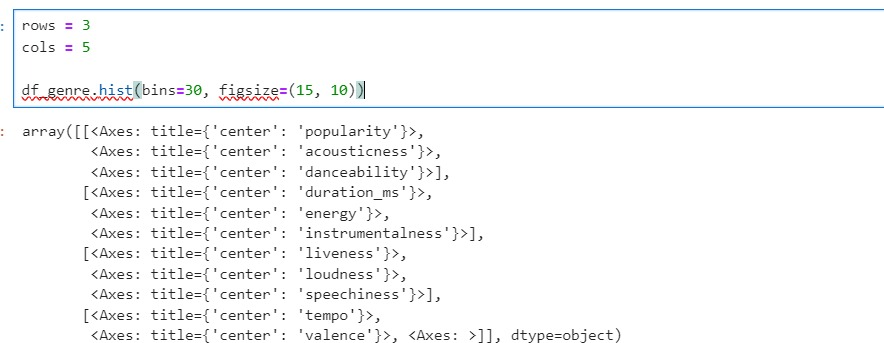 : rows = 3
cols = 5
df_genre.hist(bins=30, figsize=(15, 10))
: array([[<Axes: title={'center': 'popularity'}>,
<Axes: title={'center': 'acousticness'}>,
<Axes: title={'center': 'danceability'}>],
[<Axes: title={'center': 'duration_ms'}>,
<Axes: title={'center': 'energy'}>,
<Axes: title={'center': 'instrumentalness'}>],
[<Axes: title={'center': 'liveness'}>,
<Axes: title={'center': 'loudness'}>,
<Axes: title={'center': 'speechiness'}>],
[<Axes: title={'center': 'tempo'}>,
<Axes: title={'center': 'valence'}>, <Axes: >]], dtype=object)